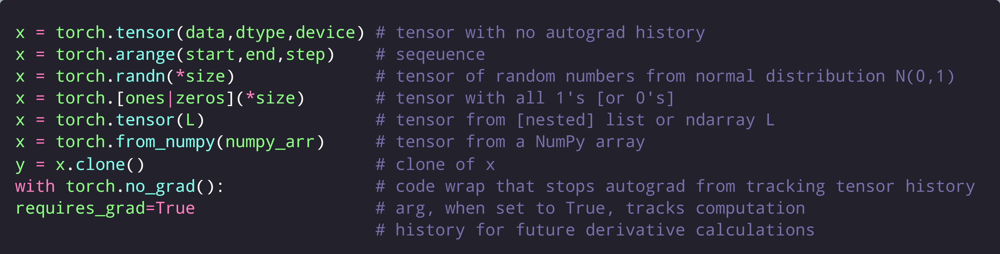 x = torch.tensor(data,dtype,device) # tensor with no autograd history
x = torch.arange(start,end,step)    # seqeuence
x = torch.randn(*size)              # tensor of random numbers from normal distribution N(0,1)
x = torch.[ones|zeros](*size)       # tensor with all 1's [or 0's]
x = torch.tensor(L)                 # tensor from [nested] list or ndarray L
x = torch.from_numpy(numpy_arr)     # tensor from a NumPy array
y = x.clone()                       # clone of x
with torch.no_grad():               # code wrap that stops autograd from tracking tensor history
requires_grad=True                  # arg, when set to True, tracks computation
                                    # history for future derivative calculations